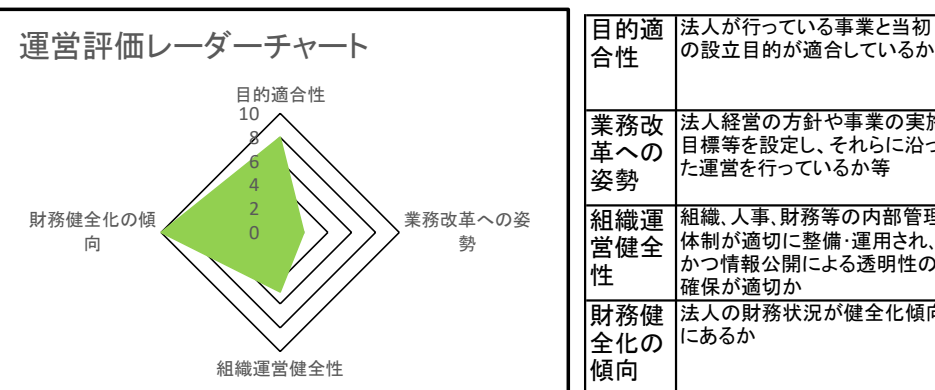 運営評価レーダーチャート
目的適合性
10
8
6
4
2
0
財務健全化の傾
向
業務改革への姿
勢
組織運営健全性
目的適
合性
法人が行っている事業と当初
の設立目的が適合しているか
業務改
革への
姿勢
法人経営の方針や事業の実施
目標等を設定し、それらに沿っ
た運営を行っているか等
組織運
営健全
性
組織、人事、財務等の内部管理
体制が適切に整備・運用され、
かつ情報公開による透明性の
確保が適切か
財務健
全化の
傾向
法人の財務状況が健全化傾向
にあるか